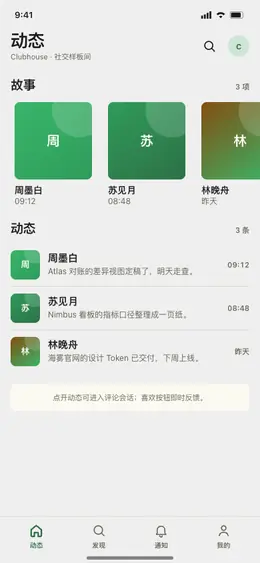 9:41
动态
Clubhouse · 社交样板间
C
故事
3 项
周
苏
林
周墨白
苏见月
林晚舟
09:12
08:48
昨天
动态
3 条
周
周墨白
Atlas 对账的差异视图定稿了，明天走查。
09:12
苏
苏见月
Nimbus 看板的指标口径整理成一页纸。
08:48
林
林晚舟
海雾官网的设计 Token 已交付，下周上线。
昨天
点开动态可进入评论会话；喜欢按钮即时反馈。
动态
发现
通知
我的